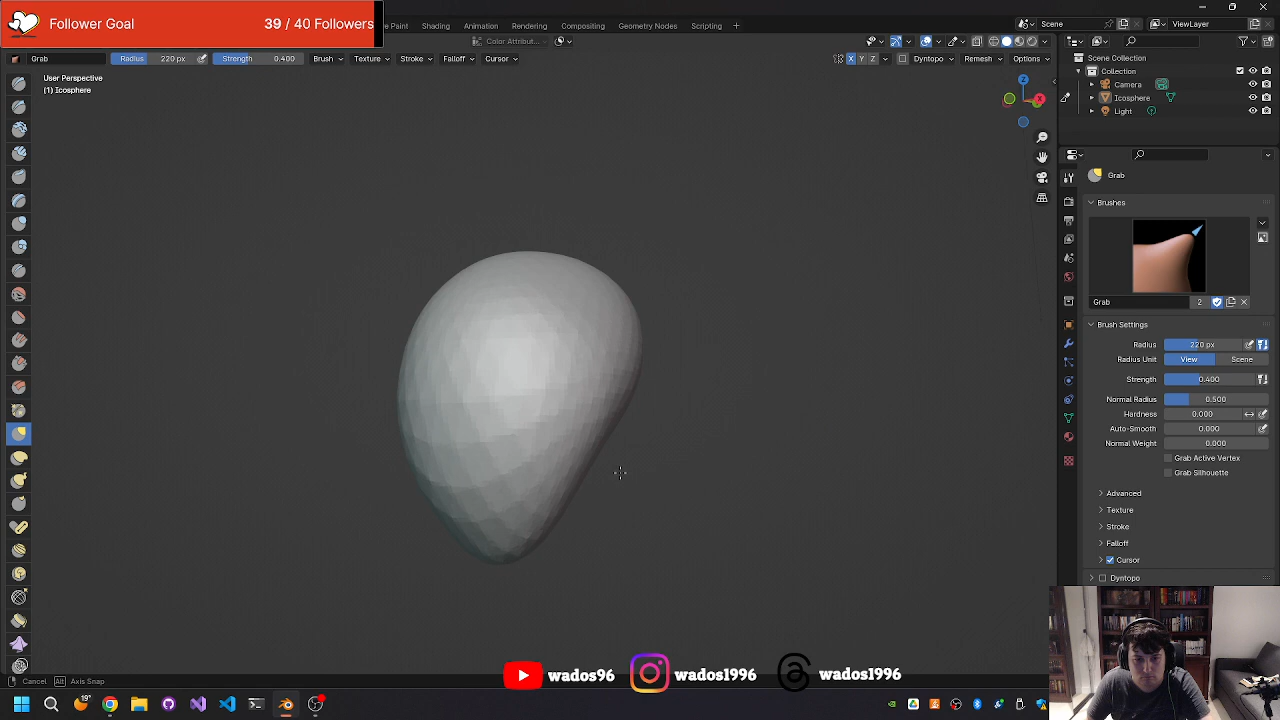 Follower Goal 39 / 40 Followers
Paint Shading Animation Rendering Compositing Geometry Nodes Scripting + Scene ViewLayer
Color Attribut...
Grab Radius 220 px Strength 0.400 Brush Texture Stroke Falloff Cursor X Y Z Dyntopo Remesh Options
User Perspective
(1) Icosphere
Scene Collection
Collection
Camera
Icosphere
Light
Z
X
Grab
Brushes
Grab 2
Brush Settings
Radius 220 px
Radius Unit View Scene
Strength 0.400
Normal Radius 0.500
Hardness 0.000
Auto-Smooth 0.000
Normal Weight 0.000
Grab Active Vertex
Grab Silhouette
Advanced
Texture
Stroke
Falloff
Cursor
Dyntopo
wados96 wados1996 wados1996
Cancel Alt Axis Snap
19°